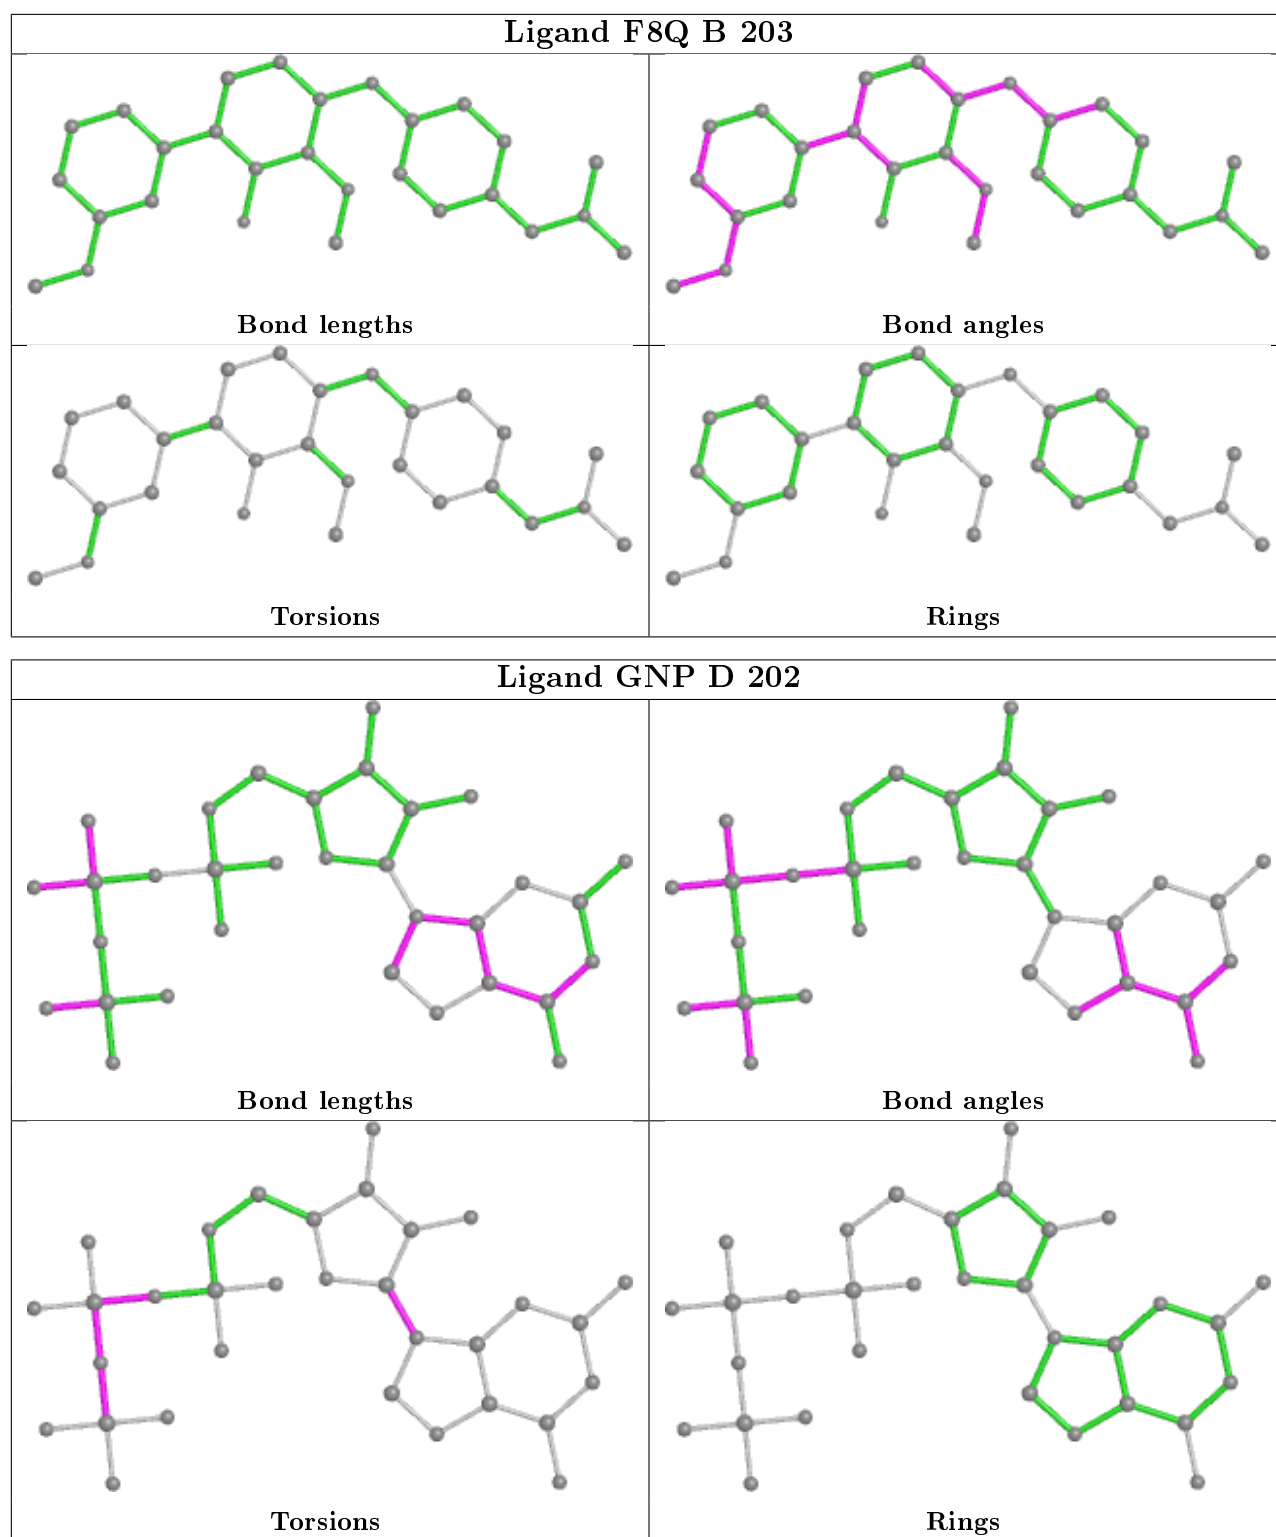 Ligand F8Q B 203
Bond lengths
Bond angles
Torsions
Rings
Ligand GNP D 202
Bond lengths
Bond angles
Torsions
Rings